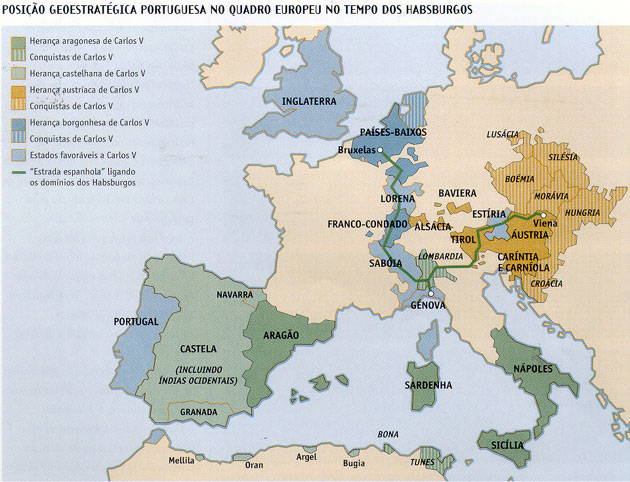 POSIÇÃO GEOESTRATÉGICA PORTUGUESA NO QUADRO EUROPEU NO TEMPO DOS HABSBURGOS
Herança aragonesa de Carlos V
Conquistas de Carlos V
Herança castelhana de Carlos V
Herança austríaca de Carlos V
Conquistas de Carlos V
Herança borgonhesa de Carlos V
Conquistas de Carlos V
Estados favoráveis a Carlos V
"Estrada espanhola" ligando
os domínios dos Habsburgos
INGLATERRA
PAÍSES-BAIXOS
Bruxelas
LUSÁCIA
SILÉSIA
BOÉMIA
MORÁVIA
LORENA
BAVIERA
HUNGRIA
ESTÍRIA
Viena
FRANCO-CONDADO
ALSÁCIA
TIROL
ÁUSTRIA
SABÓIA
LOMBARDIA
CARÍNTIA
E CARNÍOLA
CROÁCIA
GÉNOVA
NAVARRA
PORTUGAL
CASTELA
(INCLUINDO
ÍNDIAS OCIDENTAIS)
ARAGÃO
GRANADA
SARDENHA
NÁPOLES
SICÍLIA
Melilla
Oran
Argel
Bugia
BONA
TUNES